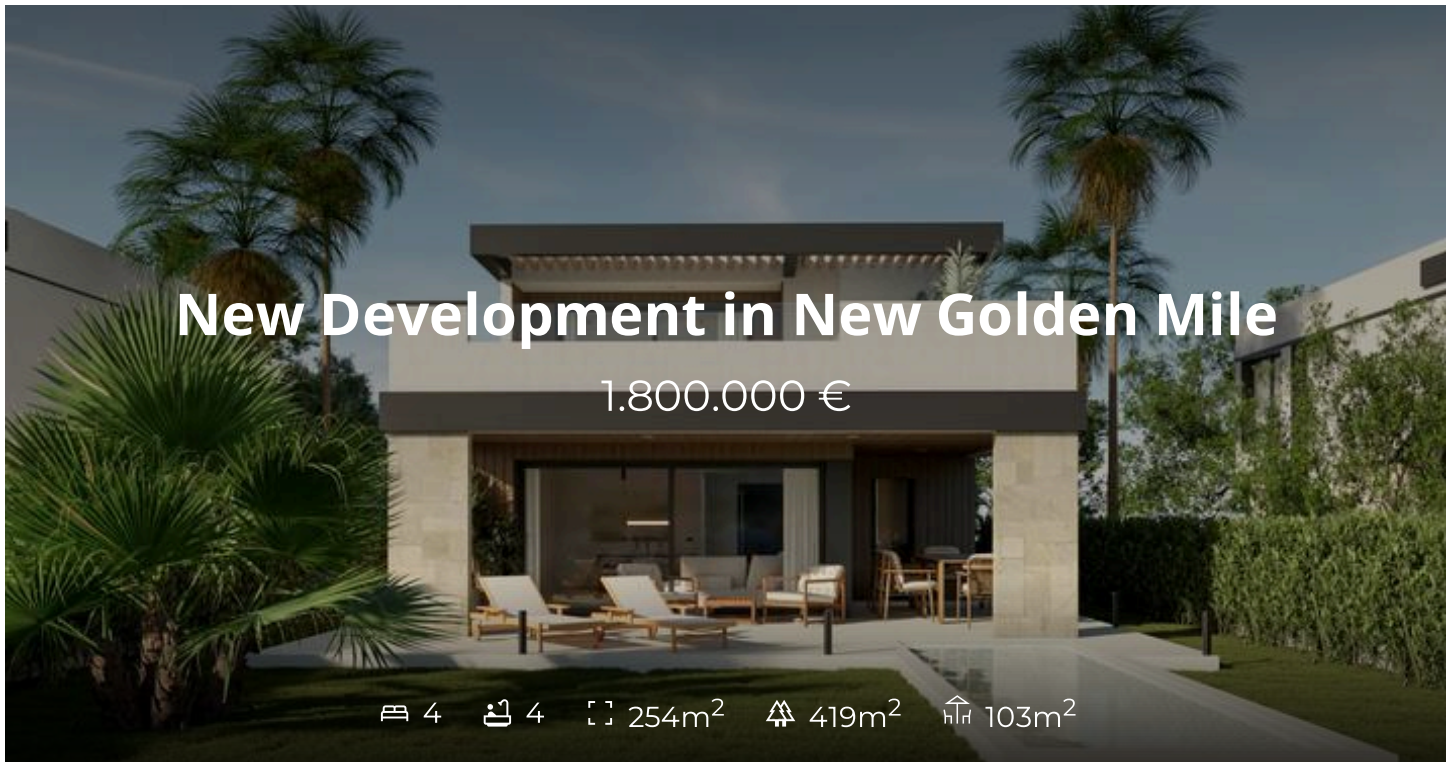 New Development in New Golden Mile
1.800.000 €
4 4 254m² 419m² 103m²